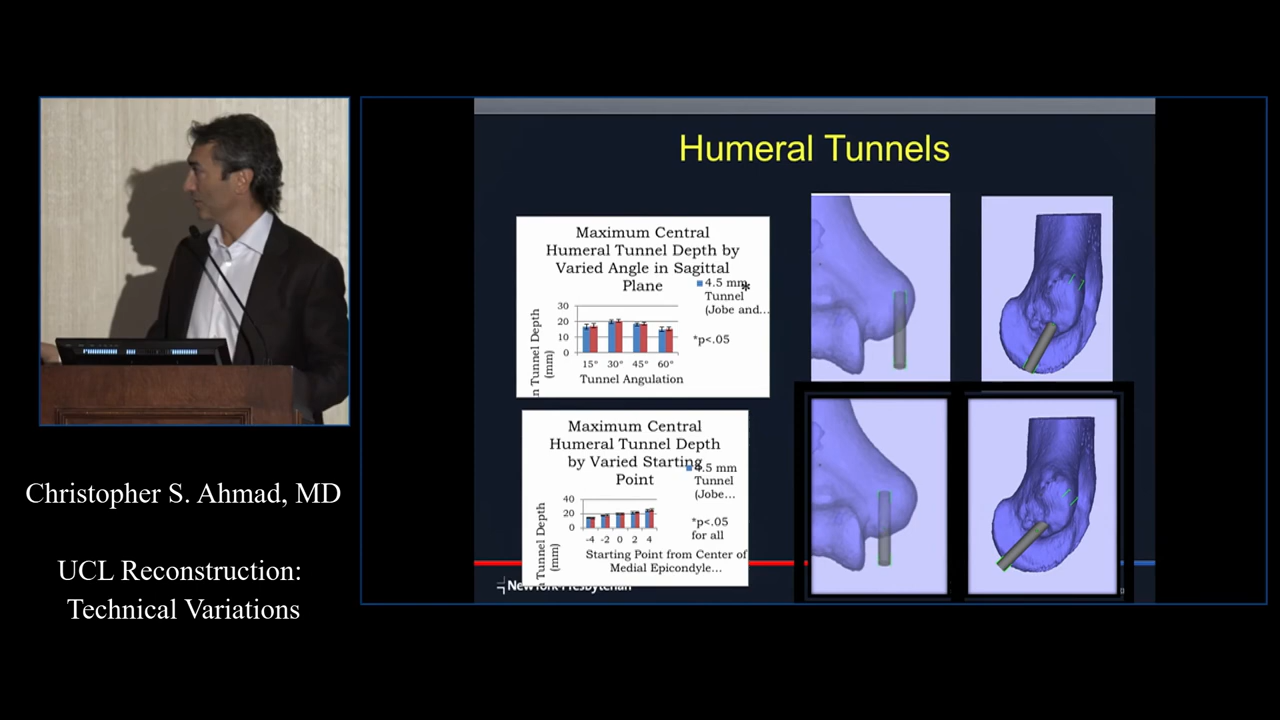 Humeral Tunnels
Maximum Central
Humeral Tunnel Depth by
Varied Angle in Sagittal
Plane
4.5 mm
Tunnel
(Jobe and...
*
*p<.05
n Tunnel Depth
(mm)
30
20
10
0
15° 30° 45° 60°
Tunnel Angulation
Maximum Central
Humeral Tunnel Depth
by Varied Starting
Point
4.5 mm
Tunnel
(Jobe...
*p<.05
for all
n Tunnel Depth
(mm)
40
20
0
-4 -2 0 2 4
Starting Point from Center of
Medial Epicondyle...
NewYork-Presbyterian
Christopher S. Ahmad, MD
UCL Reconstruction:
Technical Variations